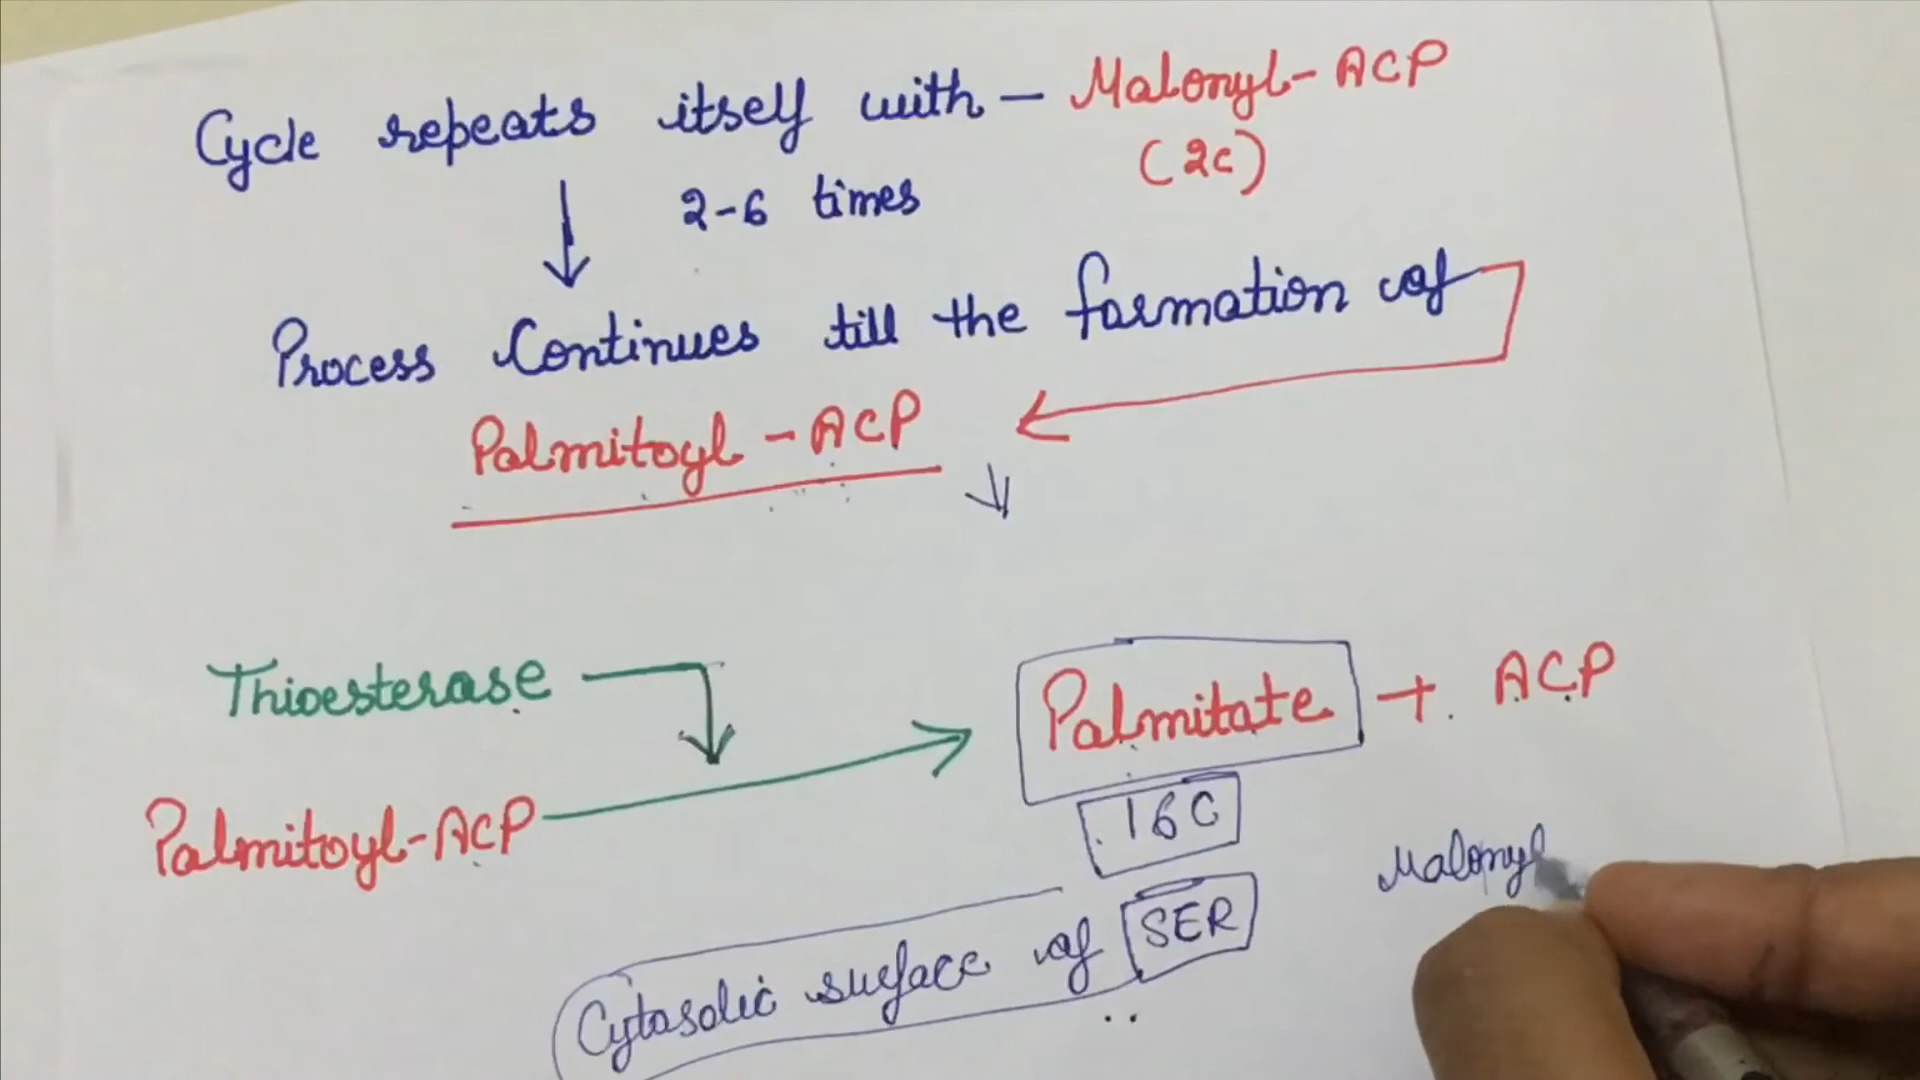 Cycle repeats itself with - Malonyl-ACP
(2C)
2-6 times
Process Continues till the formation of
Palmitoyl-ACP
Thioesterase
Palmitate + ACP
Palmitoyl-ACP
16C
Malonyl
Cytosolic surface of SER